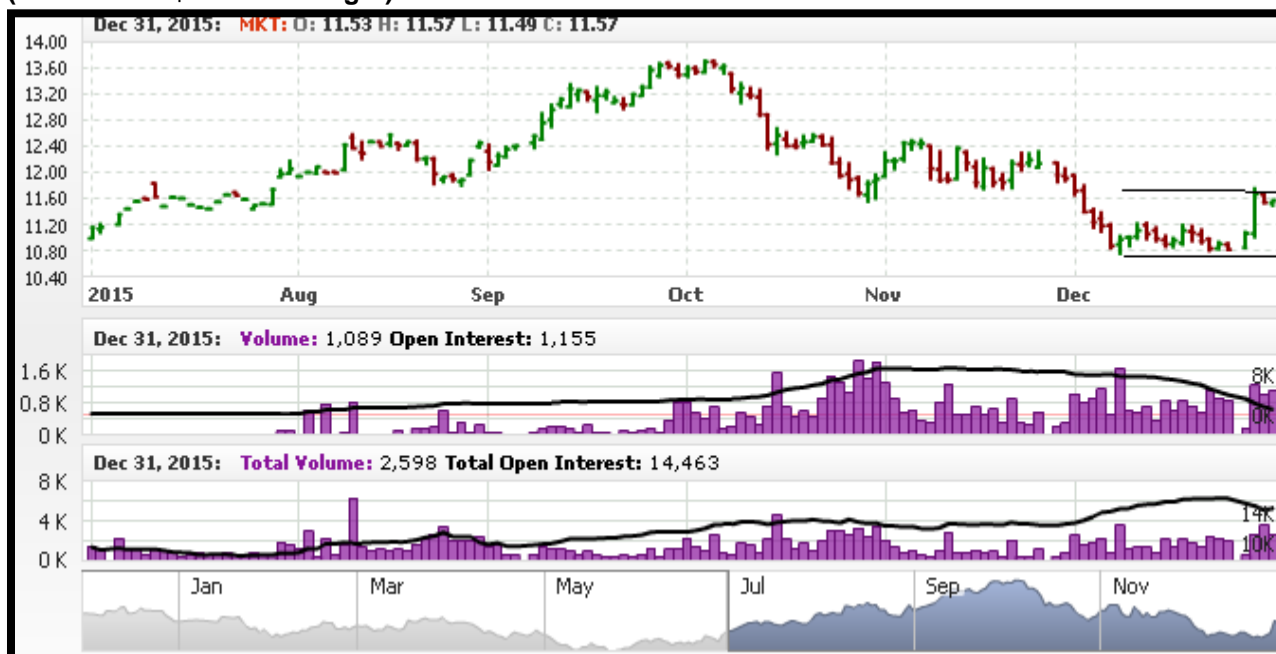 Dec 31, 2015: MKT: O: 11.53 H: 11.57 L: 11.49 C: 11.57
14.00
13.60
13.20
12.80
12.40
12.00
11.60
11.20
10.80
10.40
2015 Aug Sep Oct Nov Dec
Dec 31, 2015: Volume: 1,089 Open Interest: 1,155
1.6 K 8K
0.8 K 0K
0 K
Dec 31, 2015: Total Volume: 2,598 Total Open Interest: 14,463
8 K
4 K 14K
0 K 10K
Jan Mar May Jul Sep Nov